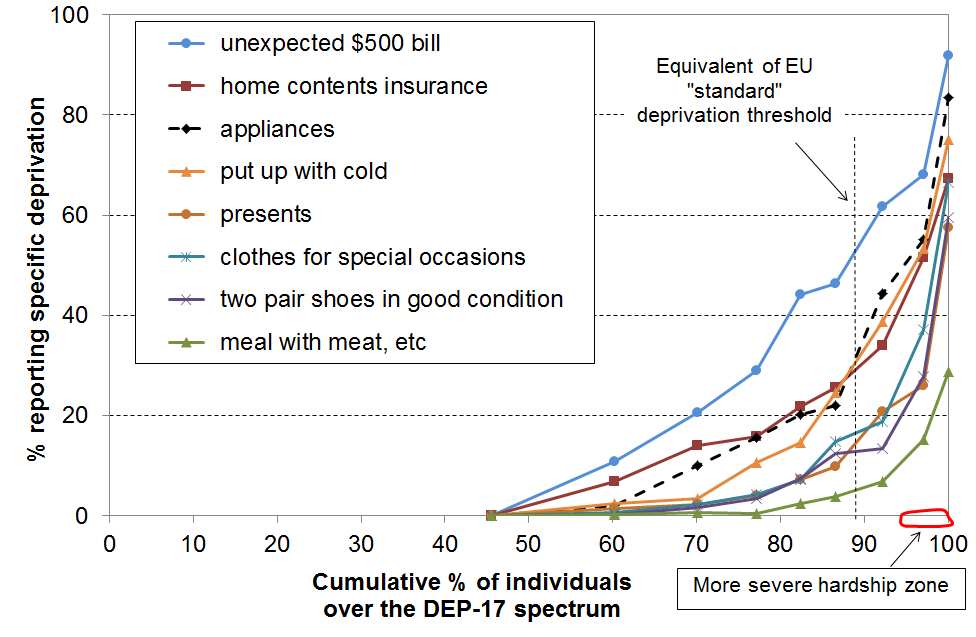 100
80
60
40
20
0
% reporting specific deprivation
unexpected $500 bill
home contents insurance
appliances
put up with cold
presents
clothes for special occasions
two pair shoes in good condition
meal with meat, etc
Equivalent of EU
"standard"
deprivation threshold
0 10 20 30 40 50 60 70 80 90 100
Cumulative % of individuals
over the DEP-17 spectrum
More severe hardship zone